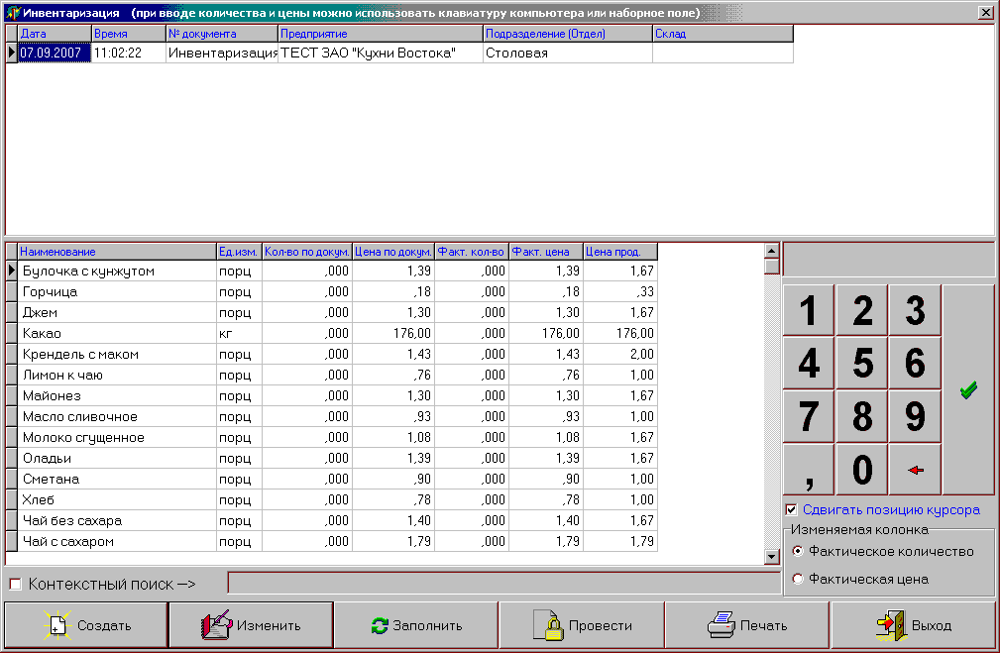 Инвентаризация (при вводе количества и цены можно использовать клавиатуру компьютера или наборное поле)
Дата Время № документа Предприятие Подразделение (Отдел) Склад
07.09.2007 11:02:22 Инвентаризация ТЕСТ ЗАО "Кухни Востока" Столовая
Наименование Ед.изм. Кол-во по докум. Цена по докум. Факт. кол-во Факт. цена Цена прод.
Булочка с кунжутом порц ,000 1,39 ,000 1,39 1,67
Горчица порц ,000 ,18 ,000 ,18 ,33
Джем порц ,000 1,30 ,000 1,30 1,67
Какао кг ,000 176,00 ,000 176,00 176,00
Крендель с маком порц ,000 1,43 ,000 1,43 2,00
Лимон к чаю порц ,000 ,76 ,000 ,76 1,00
Майонез порц ,000 1,30 ,000 1,30 1,67
Масло сливочное порц ,000 ,93 ,000 ,93 1,00
Молоко сгущенное порц ,000 1,08 ,000 1,08 1,67
Оладьи порц ,000 1,39 ,000 1,39 1,67
Сметана порц ,000 ,90 ,000 ,90 1,00
Хлеб порц ,000 ,78 ,000 ,78 1,00
Чай без сахара порц ,000 1,40 ,000 1,40 1,67
Чай с сахаром порц ,000 1,79 ,000 1,79 1,79
1 2 3
4 5 6
7 8 9
, 0
Сдвигать позицию курсора
Изменяемая колонка
Фактическое количество
Фактическая цена
Контекстный поиск -->
Создать Изменить Заполнить Провести Печать Выход